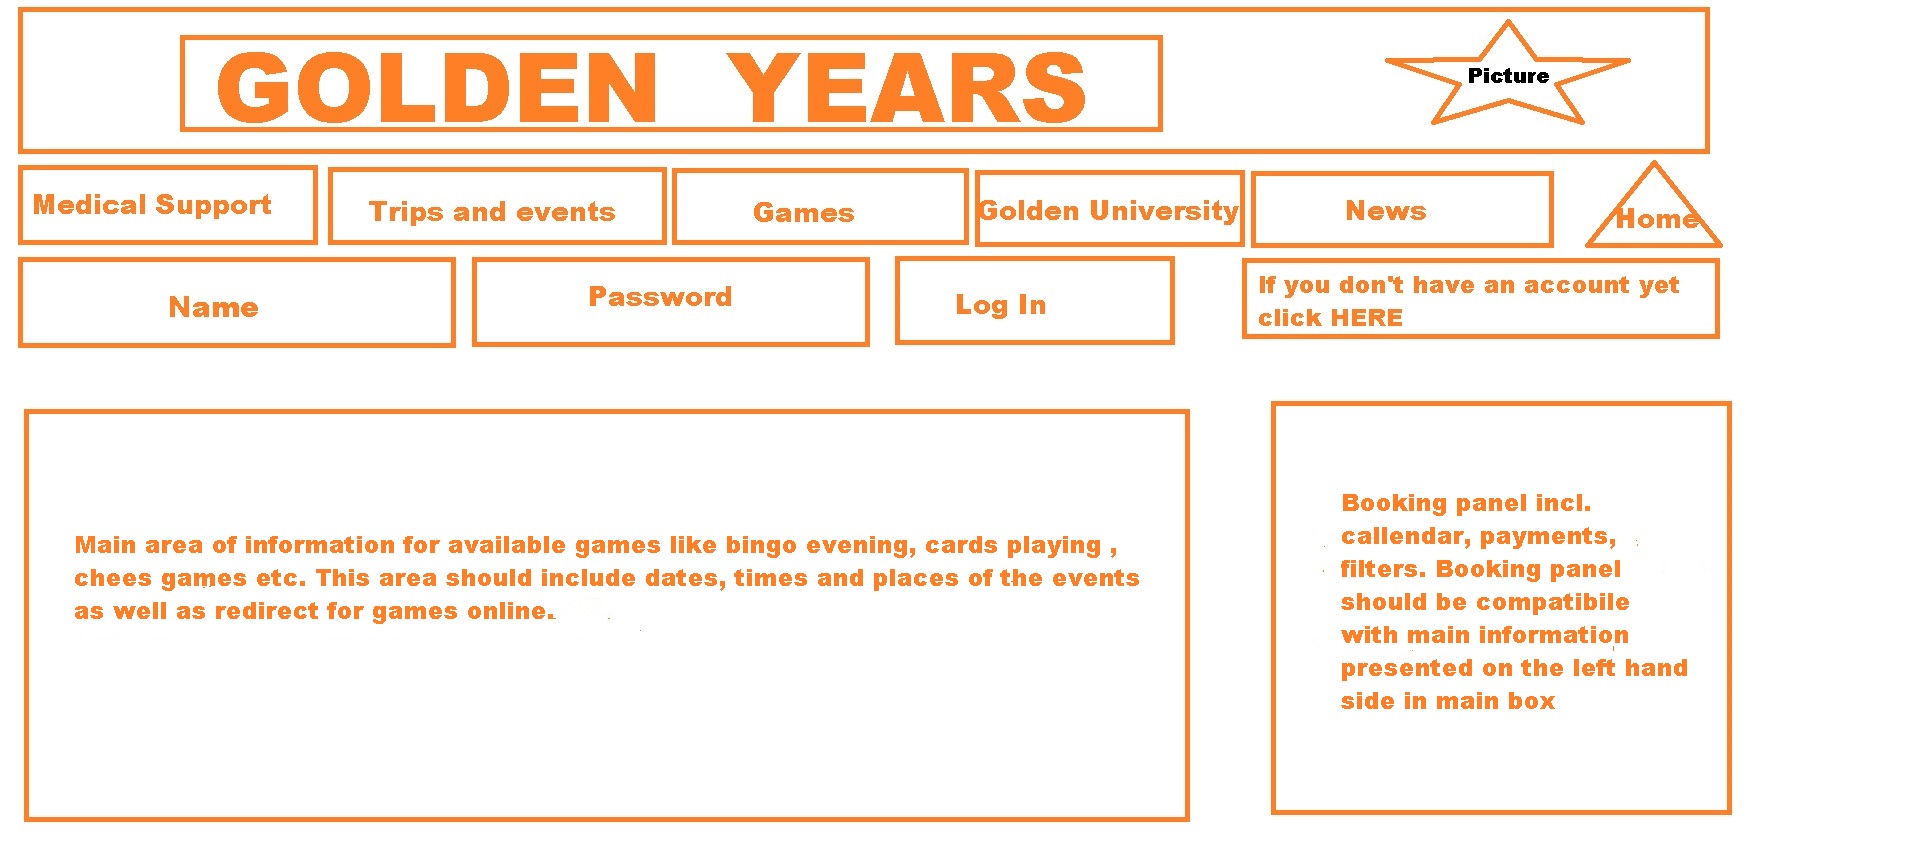 GOLDEN YEARS
Picture
Medical Support
Trips and events
Games
Golden University
News
Home
Name
Password
Log In
If you don't have an account yet
click HERE
Main area of information for available games like bingo evening, cards playing ,
chees games etc. This area should include dates, times and places of the events
as well as redirect for games online.
Booking panel incl.
callendar, payments,
filters. Booking panel
should be compatibile
with main information
presented on the left hand
side in main box